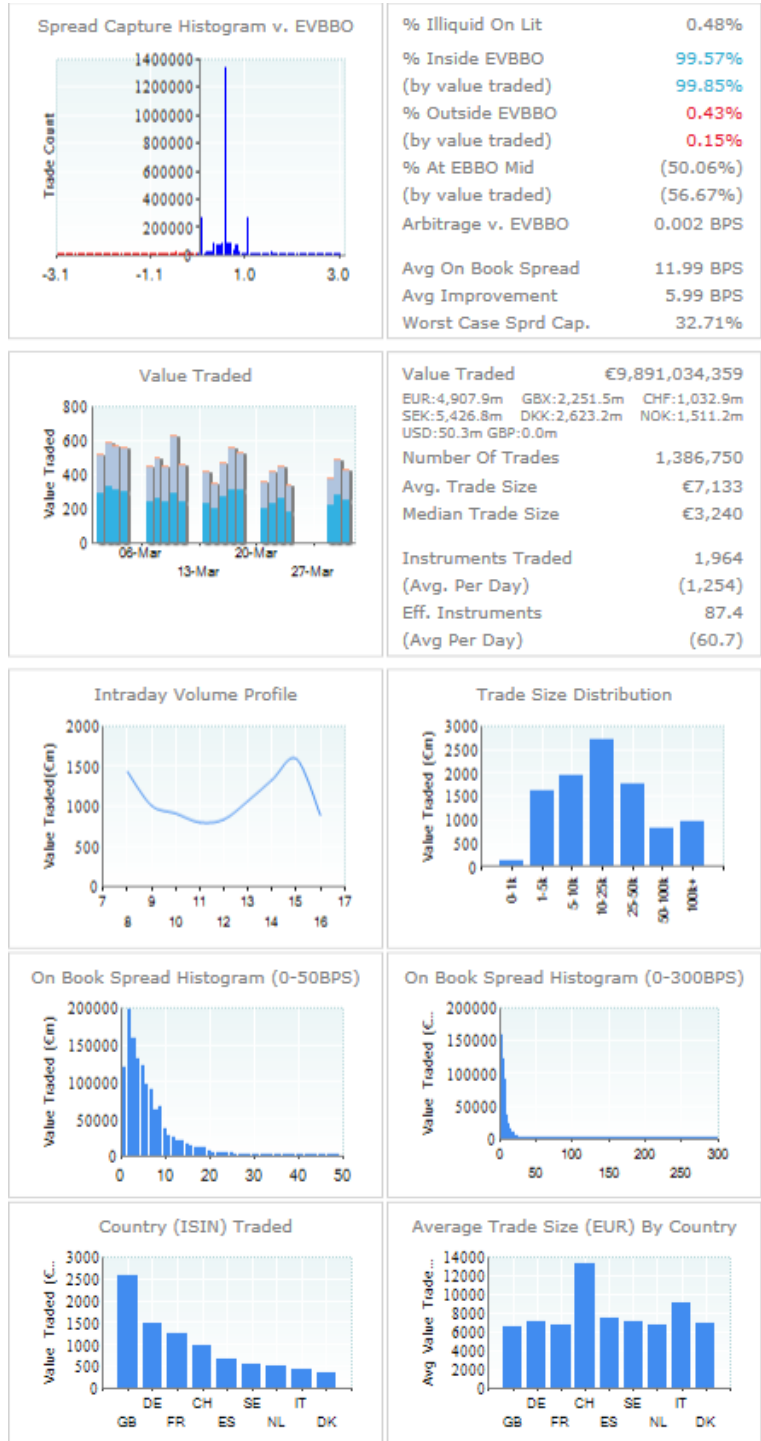 Spread Capture Histogram v. EVBBO
Trade Count
1400000
1200000
1000000
800000
600000
400000
200000
0
-3.1 -1.1 1.0 3.0
% Illiquid On Lit 0.48%
% Inside EVBBO 99.57%
(by value traded) 99.85%
% Outside EVBBO 0.43%
(by value traded) 0.15%
% At EBBO Mid (50.06%)
(by value traded) (56.67%)
Arbitrage v. EVBBO 0.002 BPS
Avg On Book Spread 11.99 BPS
Avg Improvement 5.99 BPS
Worst Case Sprd Cap. 32.71%
Value Traded
Value Traded
800
600
400
200
0
06-Mar 20-Mar
13-Mar 27-Mar
Value Traded €9,891,034,359
EUR:4,907.9m GBX:2,251.5m CHF:1,032.9m
SEK:5,426.8m DKK:2,623.2m NOK:1,511.2m
USD:50.3m GBP:0.0m
Number Of Trades 1,386,750
Avg. Trade Size €7,133
Median Trade Size €3,240
Instruments Traded 1,964
(Avg. Per Day) (1,254)
Eff. Instruments 87.4
(Avg Per Day) (60.7)
Intraday Volume Profile
Value Traded(€m)
2000
1500
1000
500
0
7 9 11 13 15 17
8 10 12 14 16
Trade Size Distribution
Value Traded (€m)
3000
2500
2000
1500
1000
500
0
0-1k 1-5k 5-10k 10-25k 25-50k 50-100k 100k+
On Book Spread Histogram (0-50BPS)
Value Traded (€m)
200000
150000
100000
50000
0
0 10 20 30 40 50
On Book Spread Histogram (0-300BPS)
Value Traded (€...
200000
150000
100000
50000
0
0 100 200 300
50 150 250
Country (ISIN) Traded
Value Traded (€...
3000
2500
2000
1500
1000
500
0
DE CH SE IT
GB FR ES NL DK
Average Trade Size (EUR) By Country
Avg Value Trade...
14000
12000
10000
8000
6000
4000
2000
0
DE CH SE IT
GB FR ES NL DK